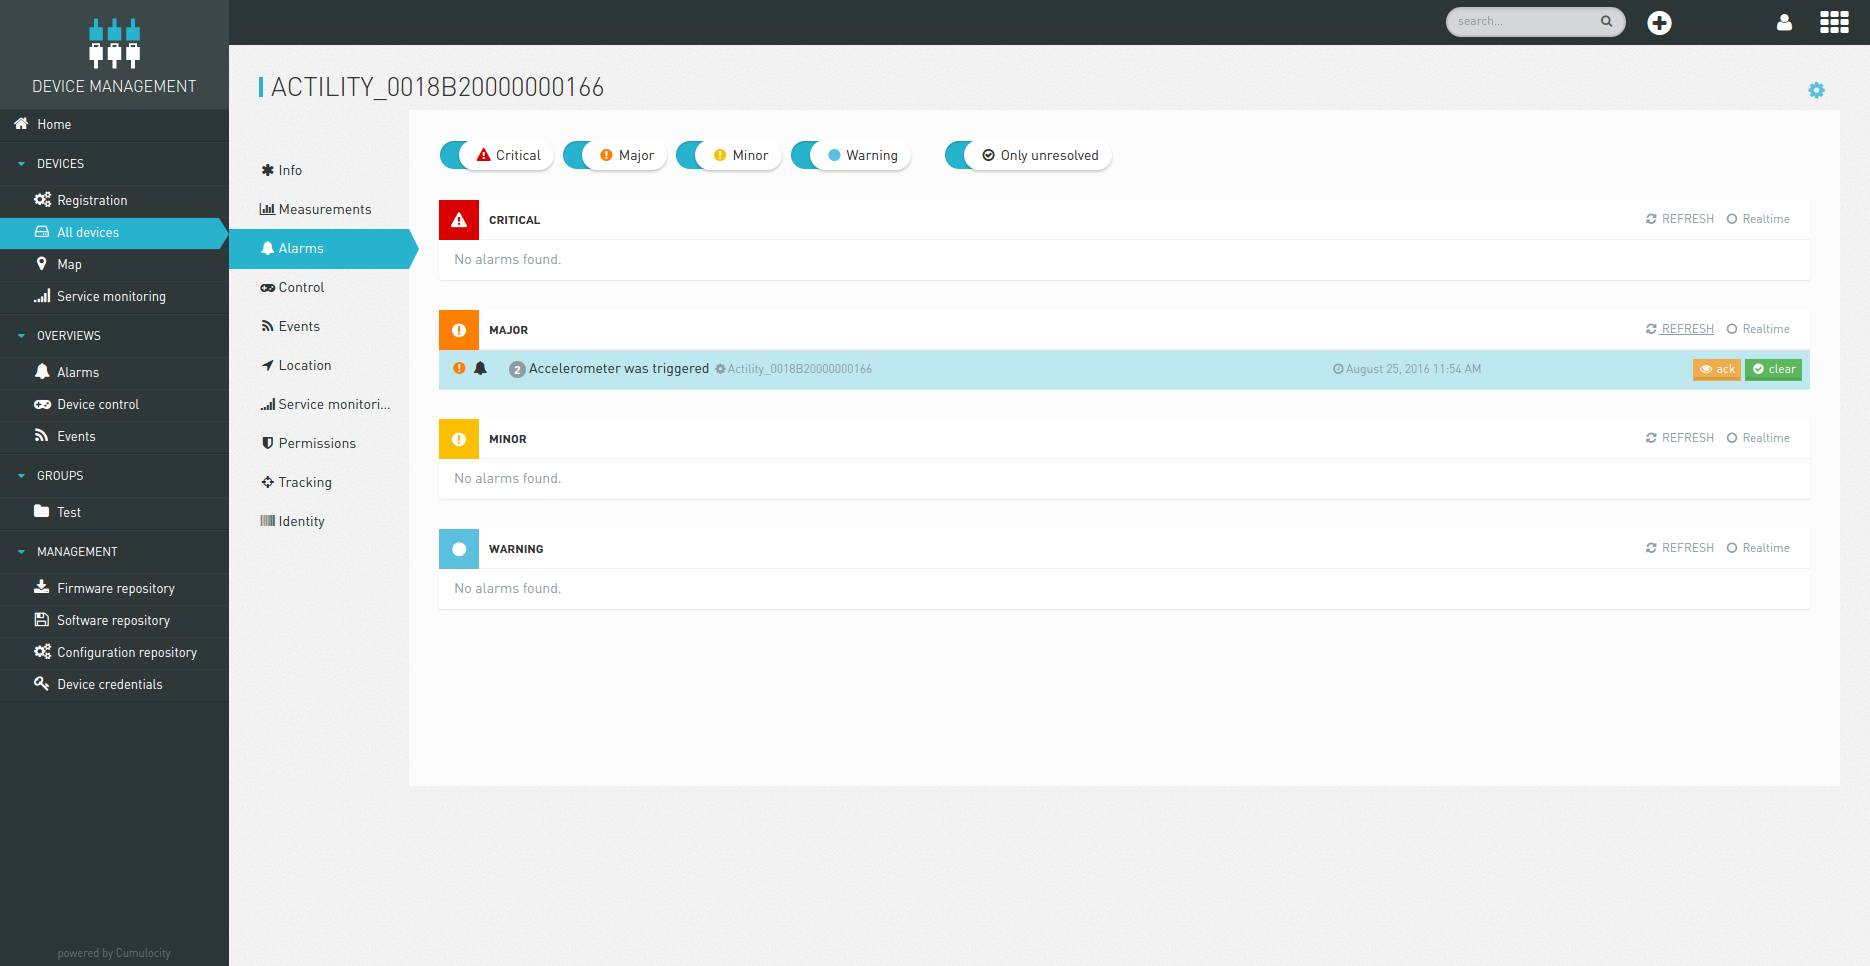 search...
DEVICE MANAGEMENT
ACTILITY_0018B20000000166
Home
DEVICES
Registration
All devices
Map
Service monitoring
OVERVIEWS
Alarms
Device control
Events
GROUPS
Test
MANAGEMENT
Firmware repository
Software repository
Configuration repository
Device credentials
powered by Cumulocity
Info
Measurements
Alarms
Control
Events
Location
Service monitori...
Permissions
Tracking
Identity
Critical Major Minor Warning Only unresolved
CRITICAL REFRESH Realtime
No alarms found.
MAJOR REFRESH Realtime
2 Accelerometer was triggered Actility_0018B20000000166 August 25, 2016 11:54 AM ack clear
MINOR REFRESH Realtime
No alarms found.
WARNING REFRESH Realtime
No alarms found.